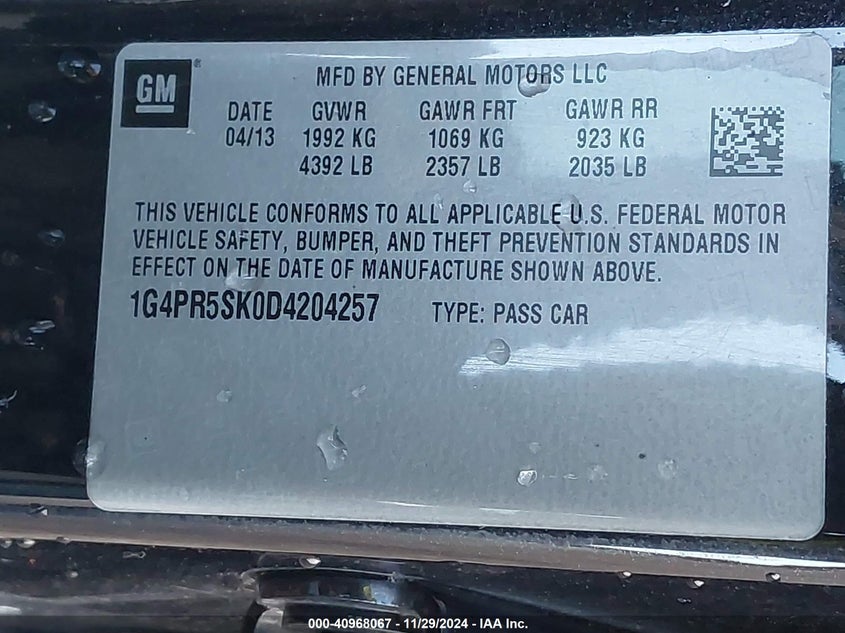 GM® MFD BY GENERAL MOTORS LLC
DATE GVWR GAWR FRT GAWR RR
04/13 1992 KG 1069 KG 923 KG
4392 LB 2357 LB 2035 LB
THIS VEHICLE CONFORMS TO ALL APPLICABLE U.S. FEDERAL MOTOR
VEHICLE SAFETY, BUMPER, AND THEFT PREVENTION STANDARDS IN
EFFECT ON THE DATE OF MANUFACTURE SHOWN ABOVE.
1G4PR5SK0D4204257 TYPE: PASS CAR
000-40968067 - 11/29/2024 - IAA Inc.